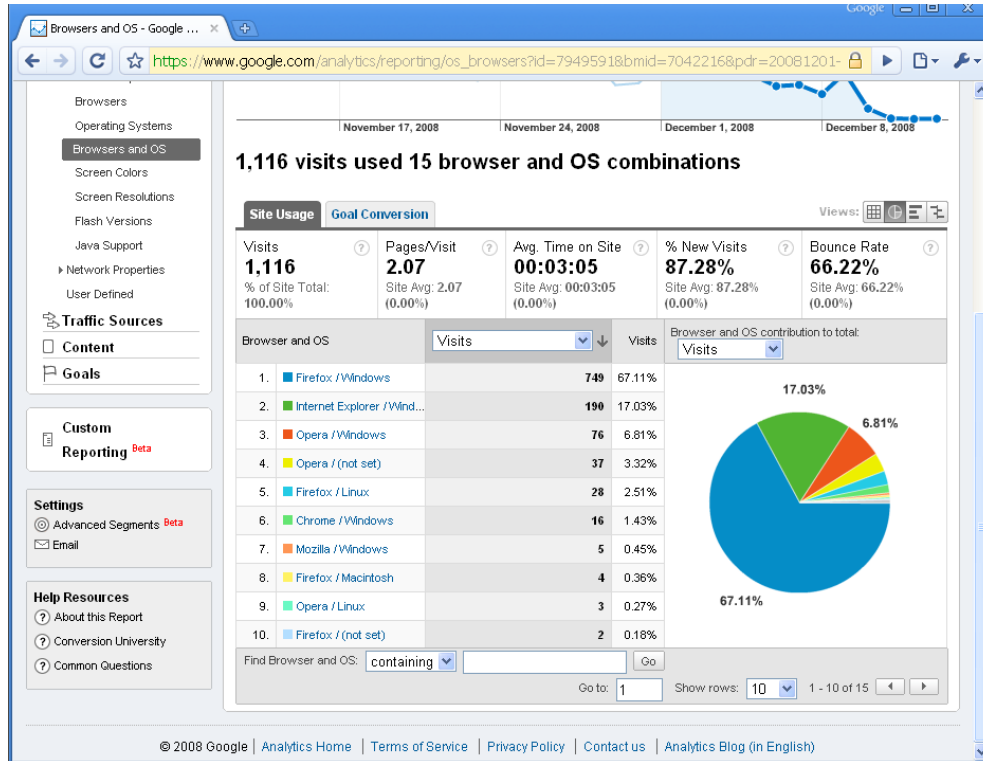 Google
Browsers and OS - Google ...
https://www.google.com/analytics/reporting/os_browsers?id=7949591&bmid=7042216&pdr=20081201-
Browsers
Operating Systems
Browsers and OS
Screen Colors
Screen Resolutions
Flash Versions
Java Support
Network Properties
User Defined
Traffic Sources
Content
Goals
Custom
Reporting Beta
Settings
Advanced Segments Beta
Email
Help Resources
About this Report
Conversion University
Common Questions
November 17, 2008 November 24, 2008 December 1, 2008 December 8, 2008
1,116 visits used 15 browser and OS combinations
Site Usage Goal Conversion Views:
Visits ? Pages/Visit ? Avg. Time on Site ? % New Visits ? Bounce Rate ?
1,116 2.07 00:03:05 87.28% 66.22%
% of Site Total: Site Avg: 2.07 Site Avg: 00:03:05 Site Avg: 87.28% Site Avg: 66.22%
100.00% (0.00%) (0.00%) (0.00%) (0.00%)
Browser and OS Visits Visits Browser and OS contribution to total:
Visits
1. Firefox / Windows 749 67.11%
2. Internet Explorer / Wind... 190 17.03%
3. Opera / Windows 76 6.81%
4. Opera / (not set) 37 3.32%
5. Firefox / Linux 28 2.51%
6. Chrome / Windows 16 1.43%
7. Mozilla / Windows 5 0.45%
8. Firefox / Macintosh 4 0.36%
9. Opera / Linux 3 0.27%
10. Firefox / (not set) 2 0.18%
17.03%
6.81%
67.11%
Find Browser and OS: containing Go
Go to: 1 Show rows: 10 1 - 10 of 15
© 2008 Google | Analytics Home | Terms of Service | Privacy Policy | Contact us | Analytics Blog (in English)